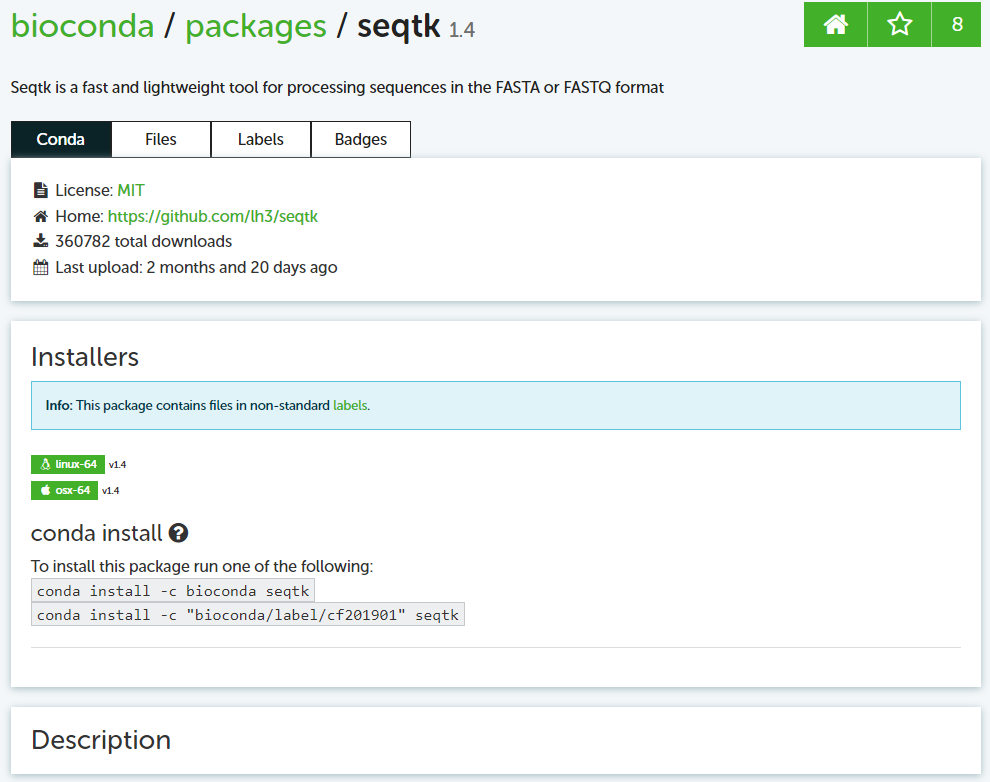 bioconda / packages / seqtk 1.4
8
Seqtk is a fast and lightweight tool for processing sequences in the FASTA or FASTQ format
Conda Files Labels Badges
License: MIT
Home: https://github.com/lh3/seqtk
360782 total downloads
Last upload: 2 months and 20 days ago
Installers
Info: This package contains files in non-standard labels.
linux-64 v1.4
osx-64 v1.4
conda install ?
To install this package run one of the following:
conda install -c bioconda seqtk
conda install -c "bioconda/label/cf201901" seqtk
Description